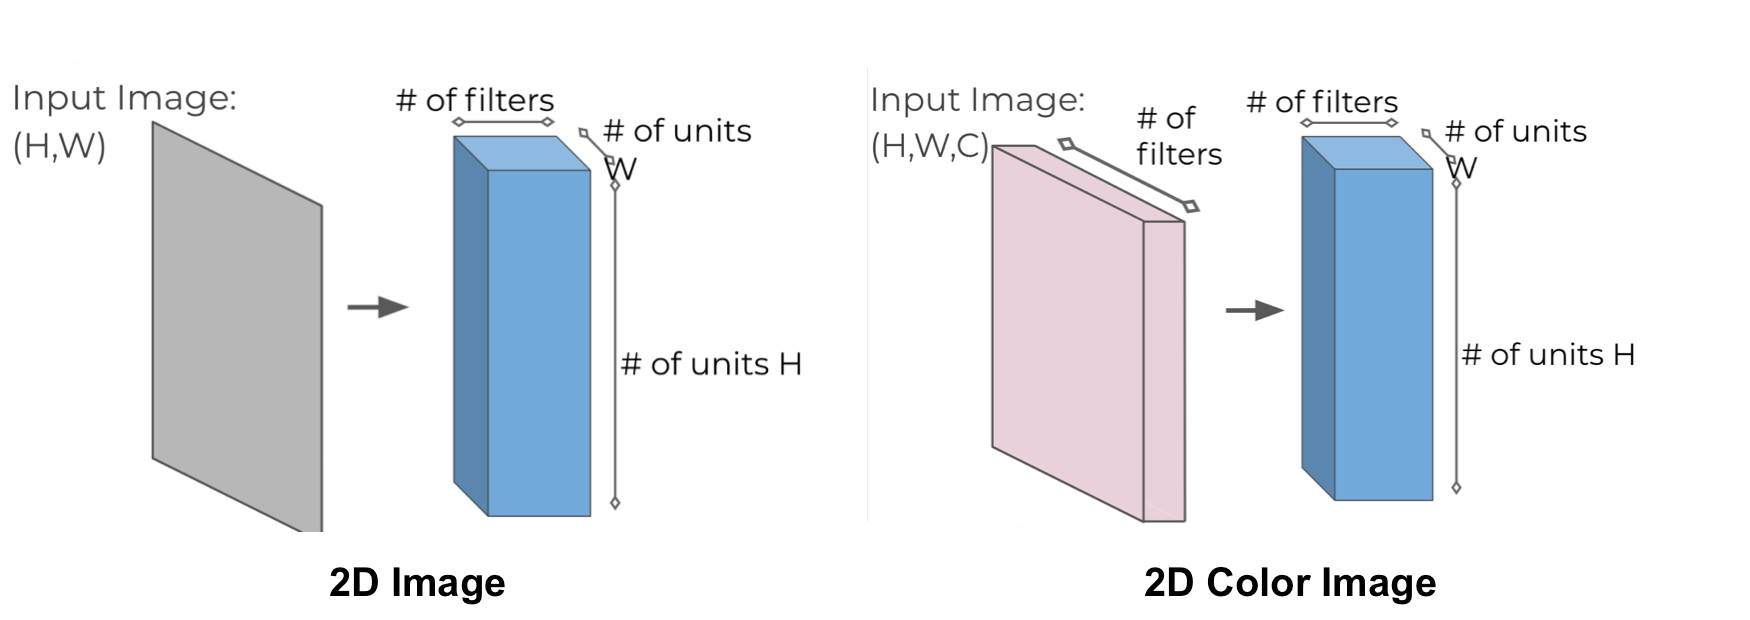 Input Image:
(H,W)
# of filters
# of units
W
# of units H
2D Image
Input Image:
(H,W,C)
# of
filters
# of filters
# of units
W
# of units H
2D Color Image